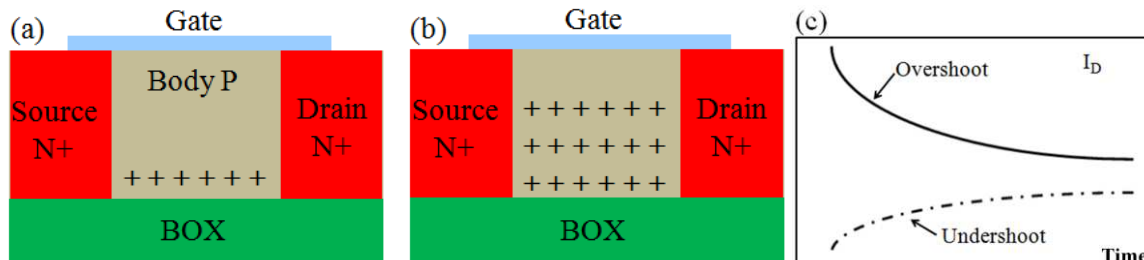 (a)
Gate
Body P
Source
N+
Drain
N+
+ + + + + +
BOX
(b)
Gate
Source
N+
+ + + + + +
+ + + + + +
+ + + + + +
Drain
N+
BOX
(c)
I_D
Overshoot
Undershoot
Time